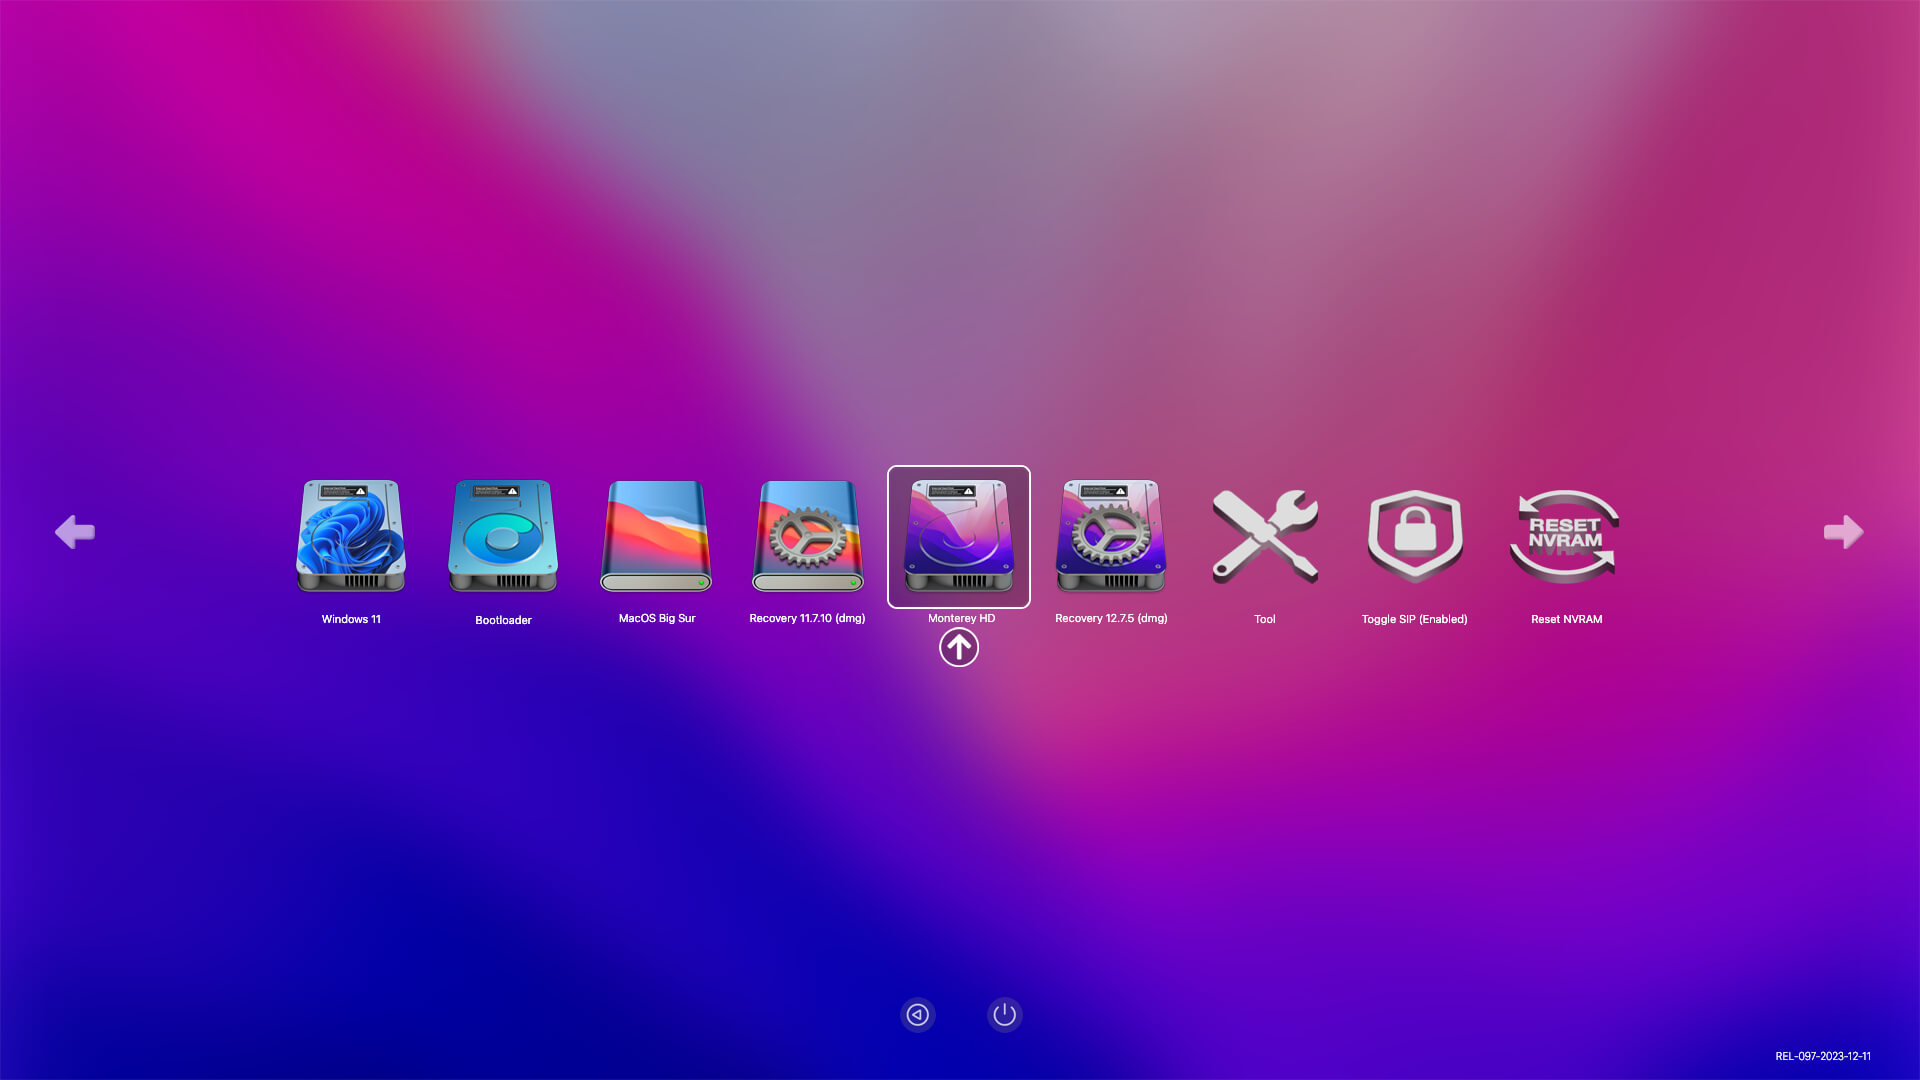 RESET
NVRAM
Windows 11
Bootloader
MacOS Big Sur
Recovery 11.7.10 (dmg)
Monterey HD
Recovery 12.7.5 (dmg)
Tool
Toggle SIP (Enabled)
Reset NVRAM
REL-097-2023-12-11